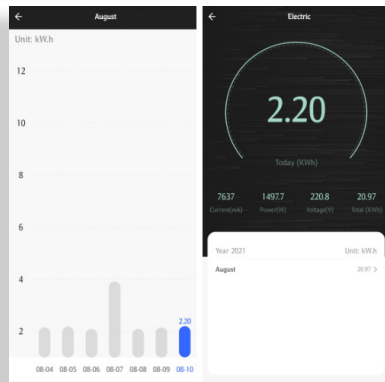 ← August
Unit: kW.h
12
10
8
6
4
2
2.20
08-04 08-05 08-06 08-07 08-08 08-09 08-10
← Electric
2.20
Today (KWh)
7637 1497.7 220.8 20.97
Current(mA) Power(W) Voltage(V) Total (KWh)
Year 2021 Unit: kW.h
August 20.97 >